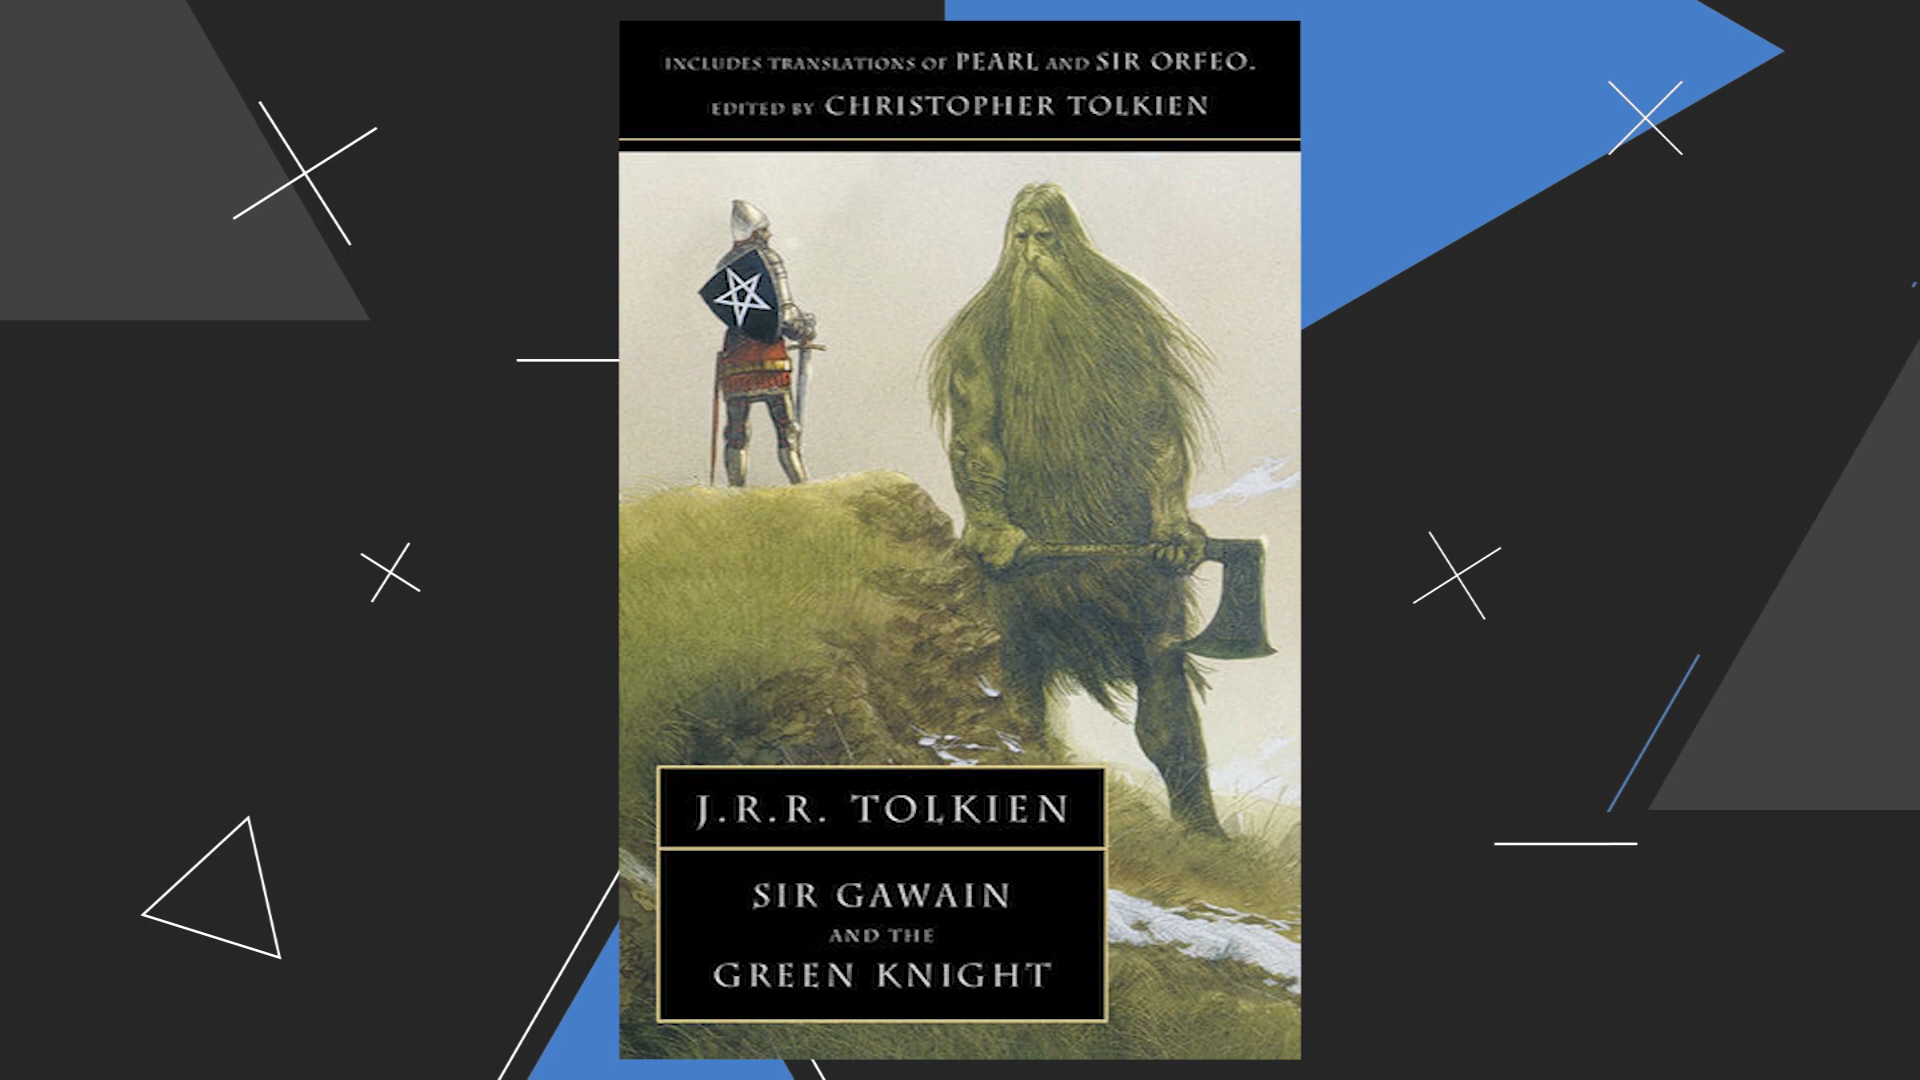 INCLUDES TRANSLATIONS OF PEARL AND SIR ORFEO.
EDITED BY CHRISTOPHER TOLKIEN
J.R.R. TOLKIEN
SIR GAWAIN
AND THE
GREEN KNIGHT